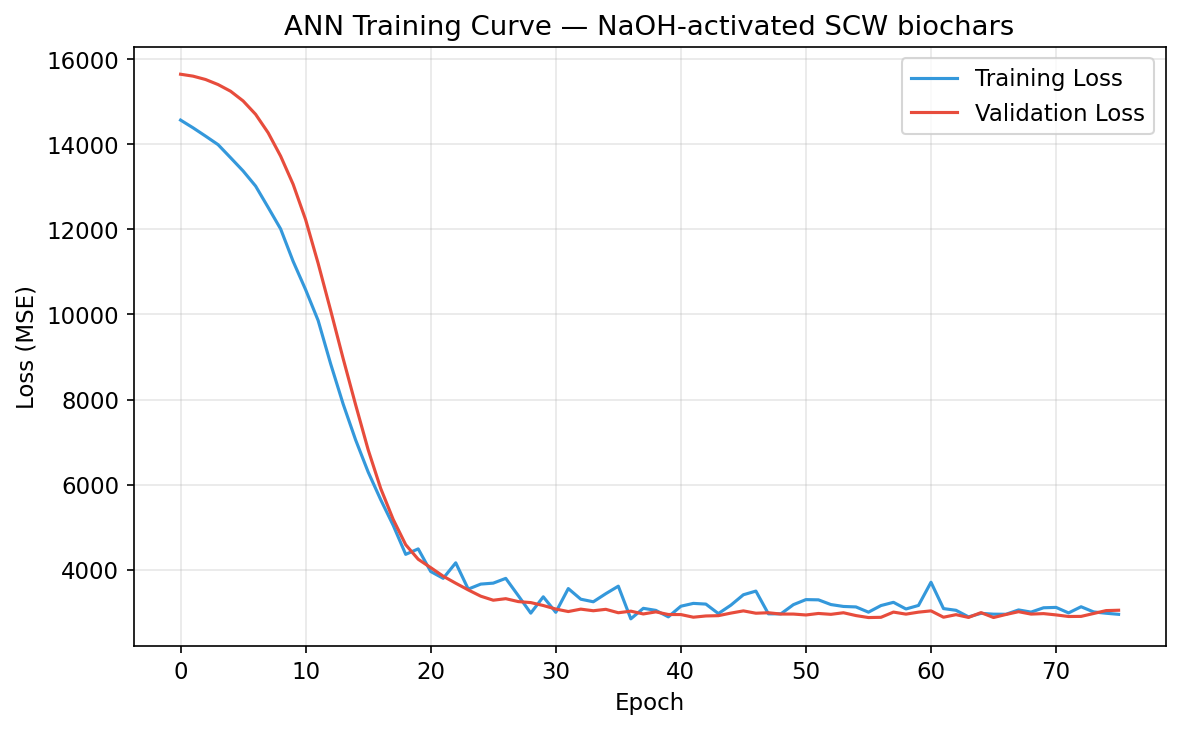 ANN Training Curve — NaOH-activated SCW biochars
Training Loss
Validation Loss
16000
14000
12000
10000
8000
6000
4000
Loss (MSE)
0 10 20 30 40 50 60 70
Epoch